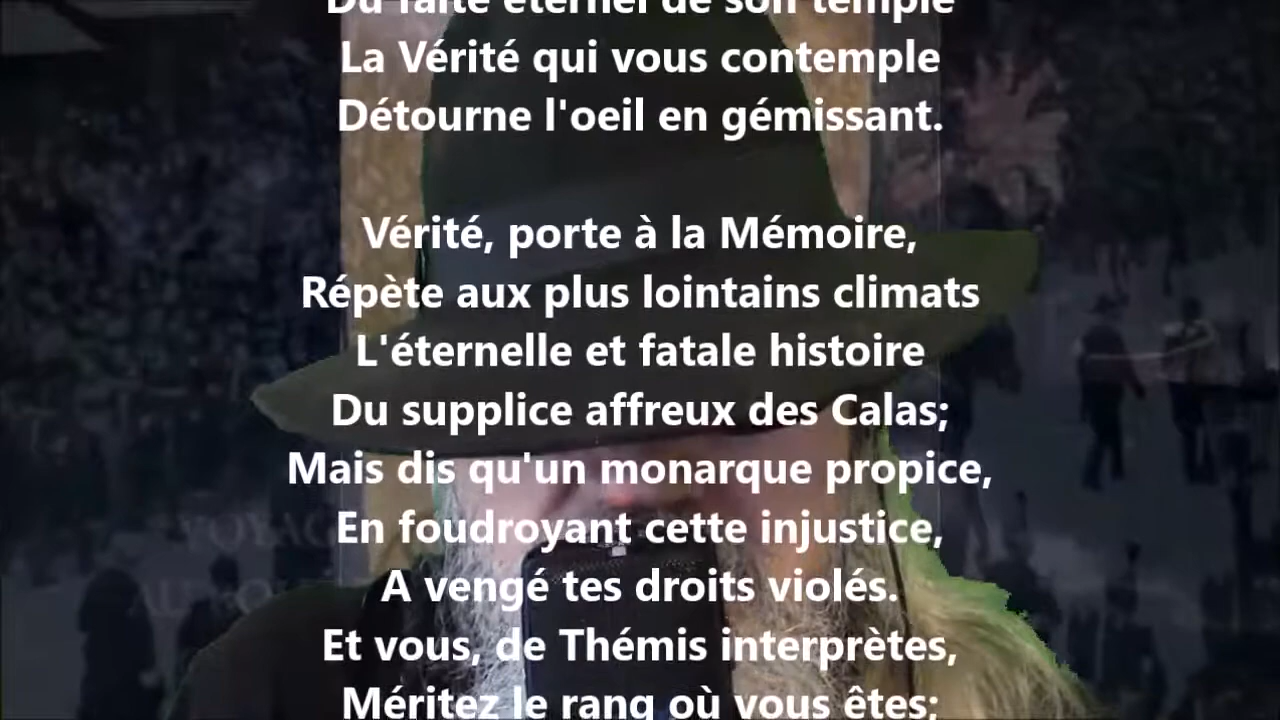 Du faîte éternel de son temple
La Vérité qui vous contemple
Détourne l'oeil en gémissant.
Vérité, porte à la Mémoire,
Répète aux plus lointains climats
L'éternelle et fatale histoire
Du supplice affreux des Calas;
Mais dis qu'un monarque propice,
En foudroyant cette injustice,
A vengé tes droits violés.
Et vous, de Thémis interprètes,
Méritez le rang où vous êtes;